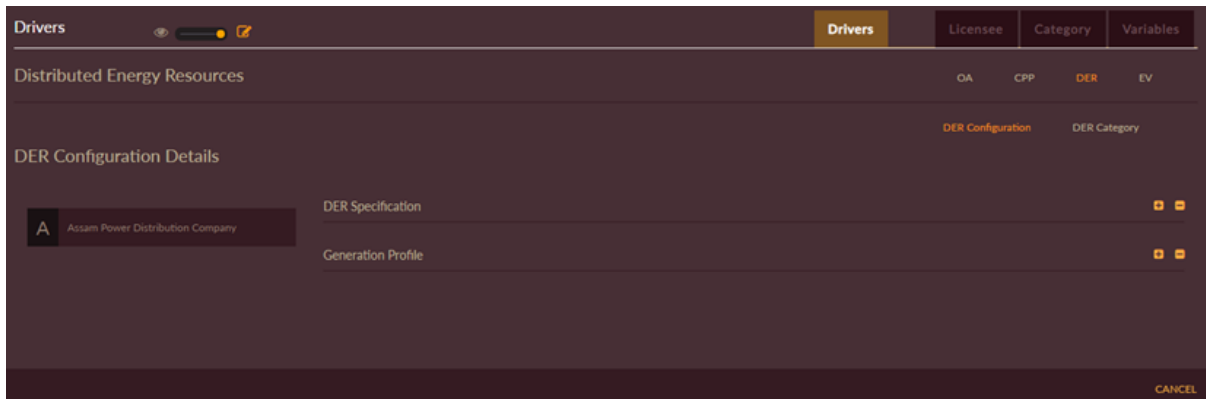 Drivers
Drivers Licensee Category Variables
Distributed Energy Resources
OA CPP DER EV
DER Configuration DER Category
DER Configuration Details
A Assam Power Distribution Company
DER Specification
Generation Profile
CANCEL